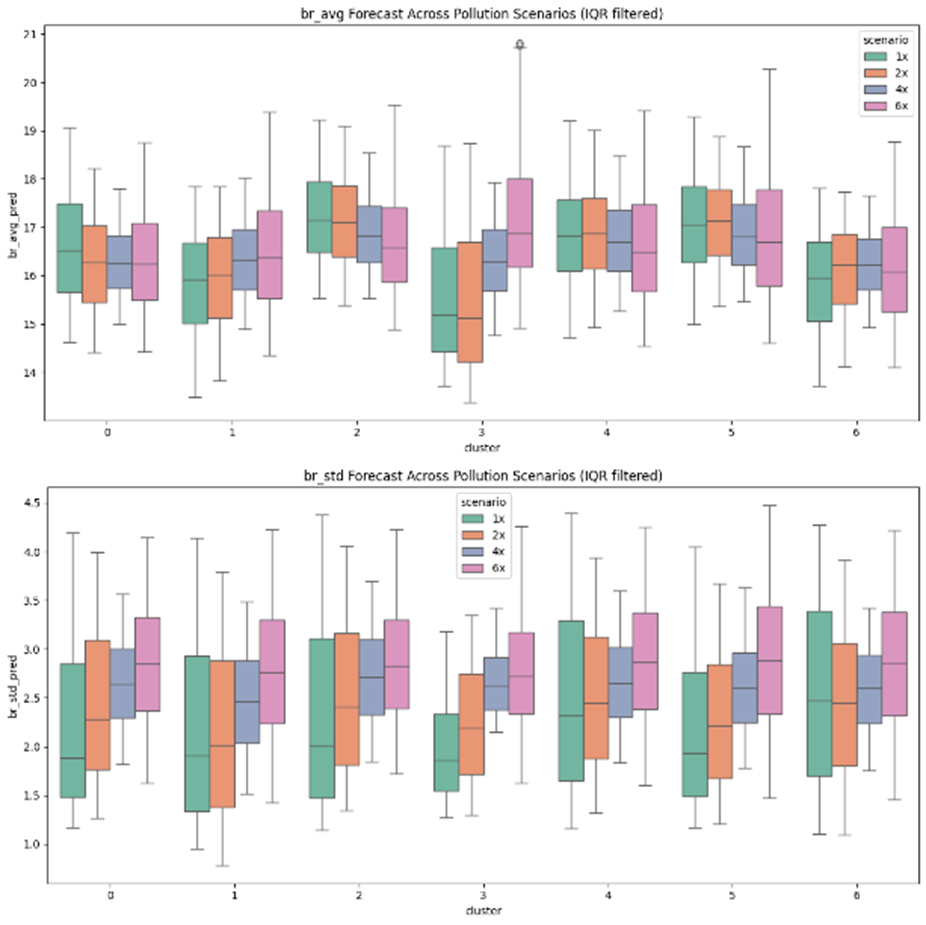 br_avg Forecast Across Pollution Scenarios (IQR filtered)
21
20
19
18
17
16
15
14
br_avg_pred
scenario
1x
2x
4x
6x
0 1 2 3 4 5 6
cluster
br_std Forecast Across Pollution Scenarios (IQR filtered)
4.5
4.0
3.5
3.0
2.5
2.0
1.5
1.0
br_std_pred
scenario
1x
2x
4x
6x
0 1 2 3 4 5 6
cluster